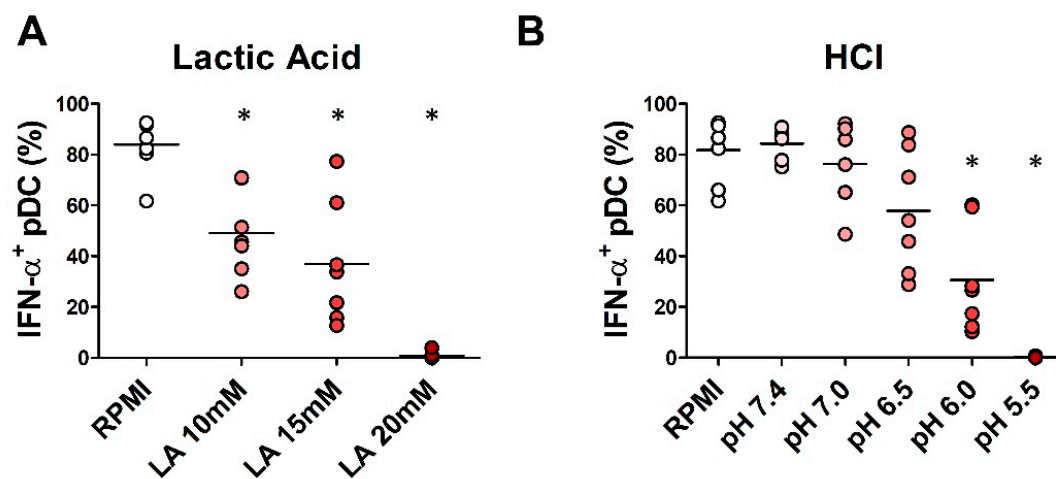 A
Lactic Acid
IFN-α⁺ pDC (%)
100
80
60
40
20
0
* * *
RPMI
LA 10mM
LA 15mM
LA 20mM
B
HCl
IFN-α⁺ pDC (%)
100
80
60
40
20
0
* *
RPMI
pH 7.4
pH 7.0
pH 6.5
pH 6.0
pH 5.5